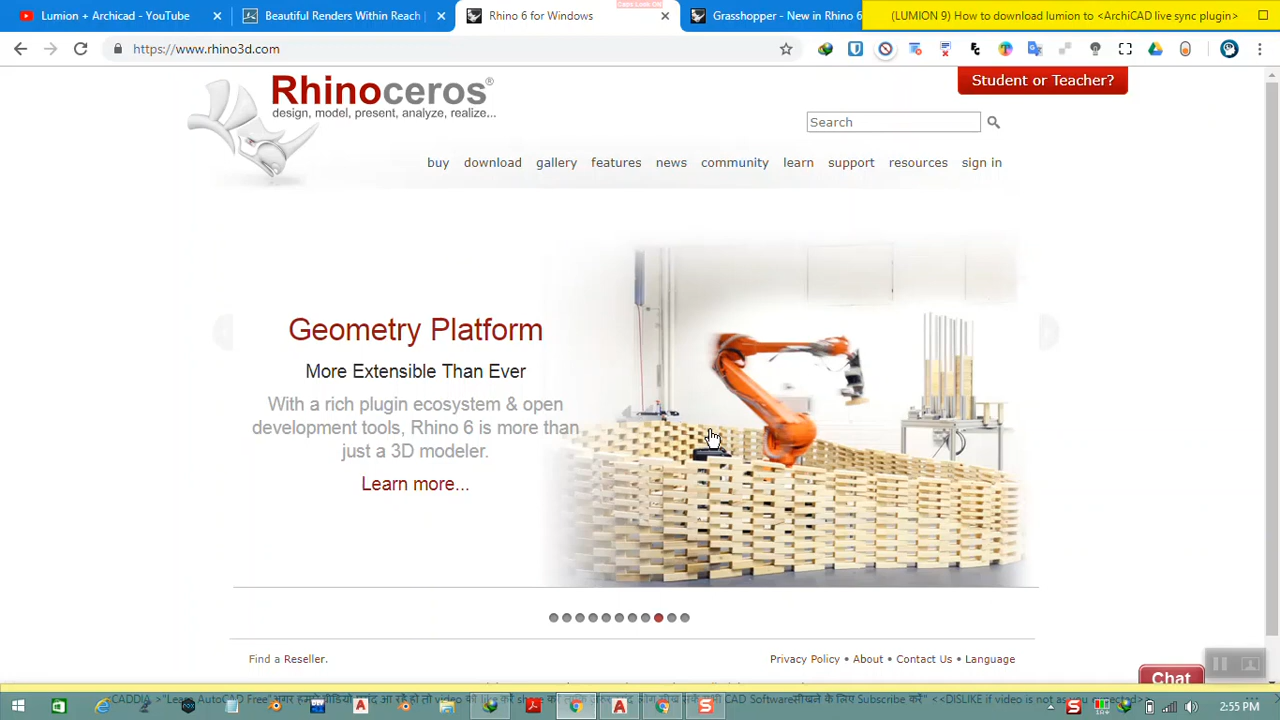 Caps Lock On
Lumion + Archicad - YouTube
Beautiful Renders Within Reach
Rhino 6 for Windows
Grasshopper - New in Rhino 6
(LUMION 9) How to download lumion to <ArchiCAD live sync plugin>
https://www.rhino3d.com
Rhinoceros®
design, model, present, analyze, realize...
Student or Teacher?
Search
buy download gallery features news community learn support resources sign in
Geometry Platform
More Extensible Than Ever
With a rich plugin ecosystem & open
development tools, Rhino 6 is more than
just a 3D modeler.
Learn more...
Find a Reseller.
Privacy Policy • About • Contact Us • Language
Chat
2:55 PM